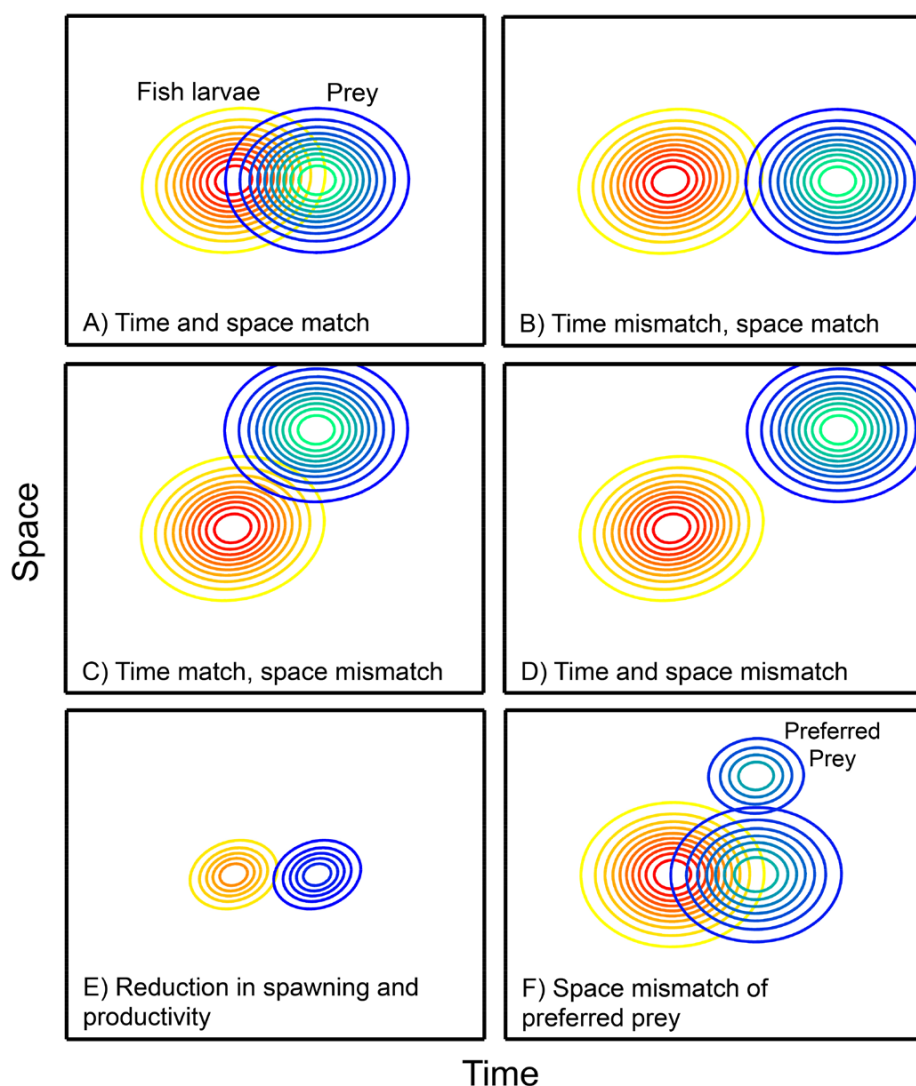 Fish larvae
Prey
A) Time and space match
B) Time mismatch, space match
Space
C) Time match, space mismatch
D) Time and space mismatch
E) Reduction in spawning and
productivity
Preferred
Prey
F) Space mismatch of
preferred prey
Time